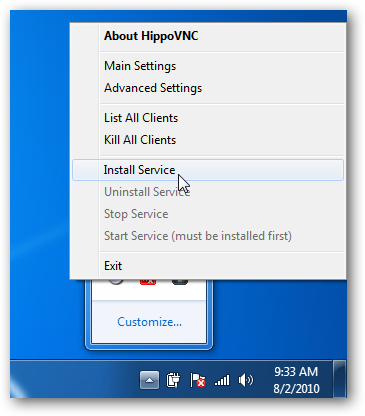 About HippoVNC
Main Settings
Advanced Settings
List All Clients
Kill All Clients
Install Service
Uninstall Service
Stop Service
Start Service (must be installed first)
Exit
Customize...
9:33 AM
8/2/2010